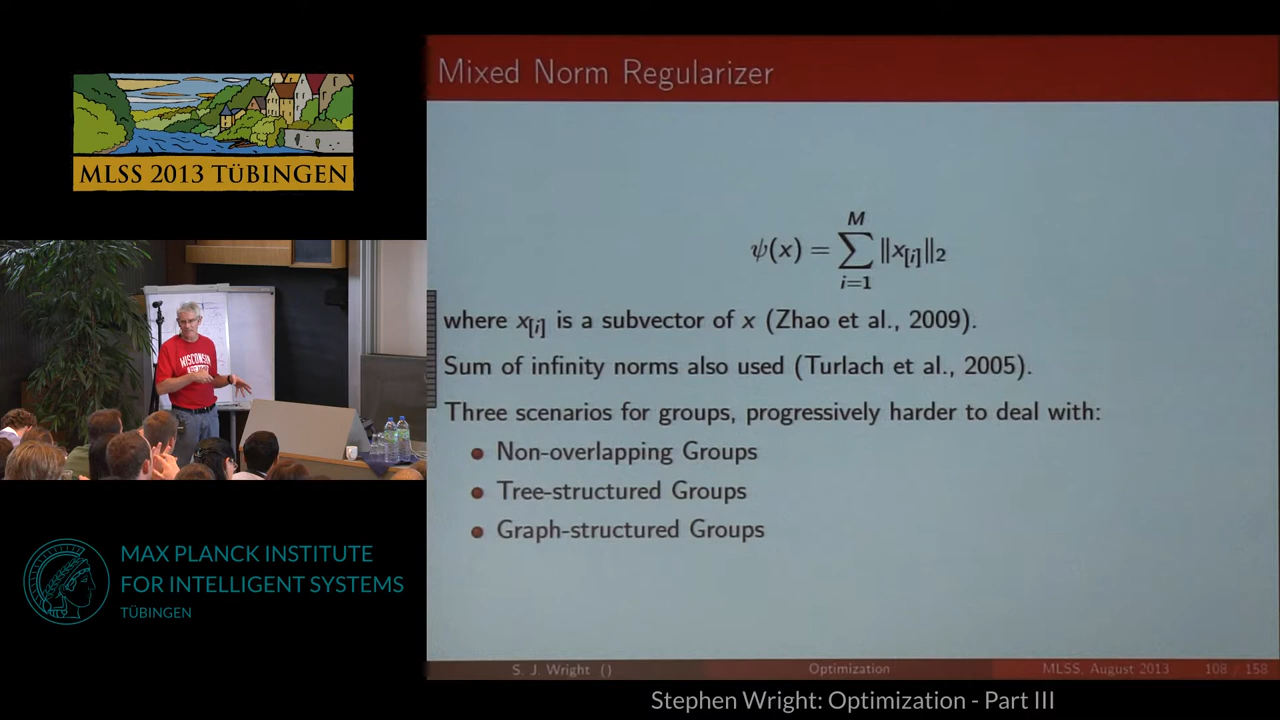 MLSS 2013 TÜBINGEN
WISCONSIN
MAX PLANCK INSTITUTE
FOR INTELLIGENT SYSTEMS
TÜBINGEN
Mixed Norm Regularizer
ψ(x) = ∑_{i=1}^{M} ‖x_{[i]}‖_2
where x_{[i]} is a subvector of x (Zhao et al., 2009).
Sum of infinity norms also used (Turlach et al., 2005).
Three scenarios for groups, progressively harder to deal with:
• Non-overlapping Groups
• Tree-structured Groups
• Graph-structured Groups
S. J. Wright () Optimization MLSS, August 2013 108 / 158
Stephen Wright: Optimization - Part III